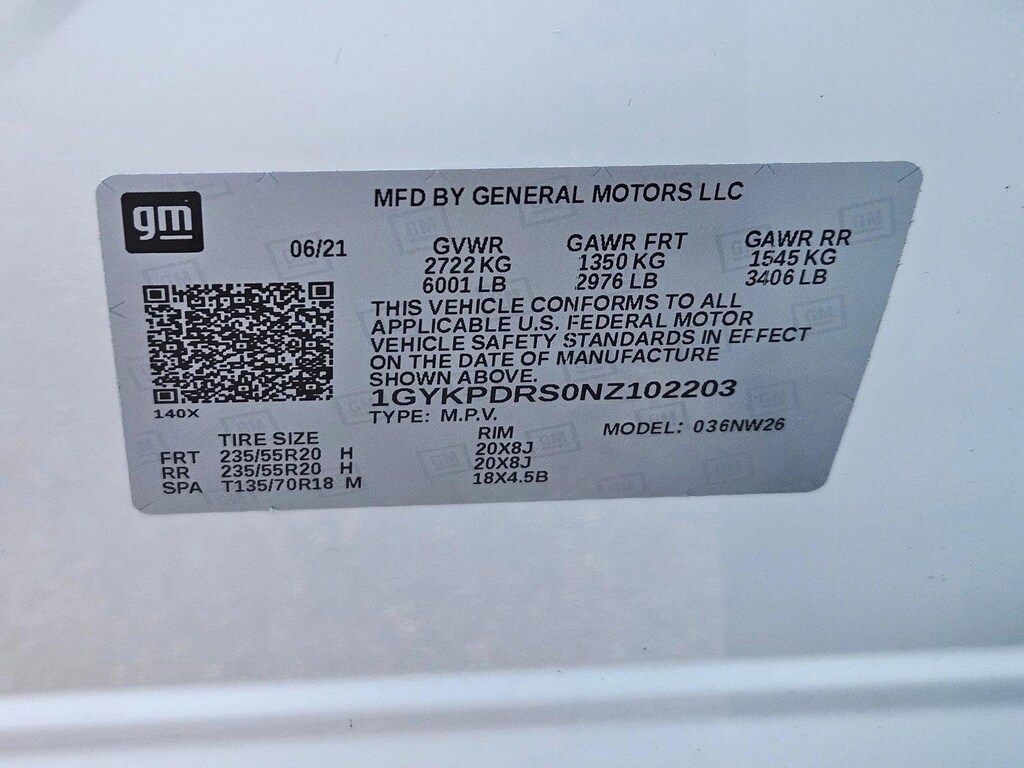 gm
MFD BY GENERAL MOTORS LLC
06/21
GVWR GAWR FRT GAWR RR
2722 KG 1350 KG 1545 KG
6001 LB 2976 LB 3406 LB
THIS VEHICLE CONFORMS TO ALL
APPLICABLE U.S. FEDERAL MOTOR
VEHICLE SAFETY STANDARDS IN EFFECT
ON THE DATE OF MANUFACTURE
SHOWN ABOVE.
1GYKPDRS0NZ102203
140X
TYPE: M.P.V. MODEL: 036NW26
TIRE SIZE RIM
FRT 235/55R20 H 20X8J
RR 235/55R20 H 20X8J
SPA T135/70R18 M 18X4.5B